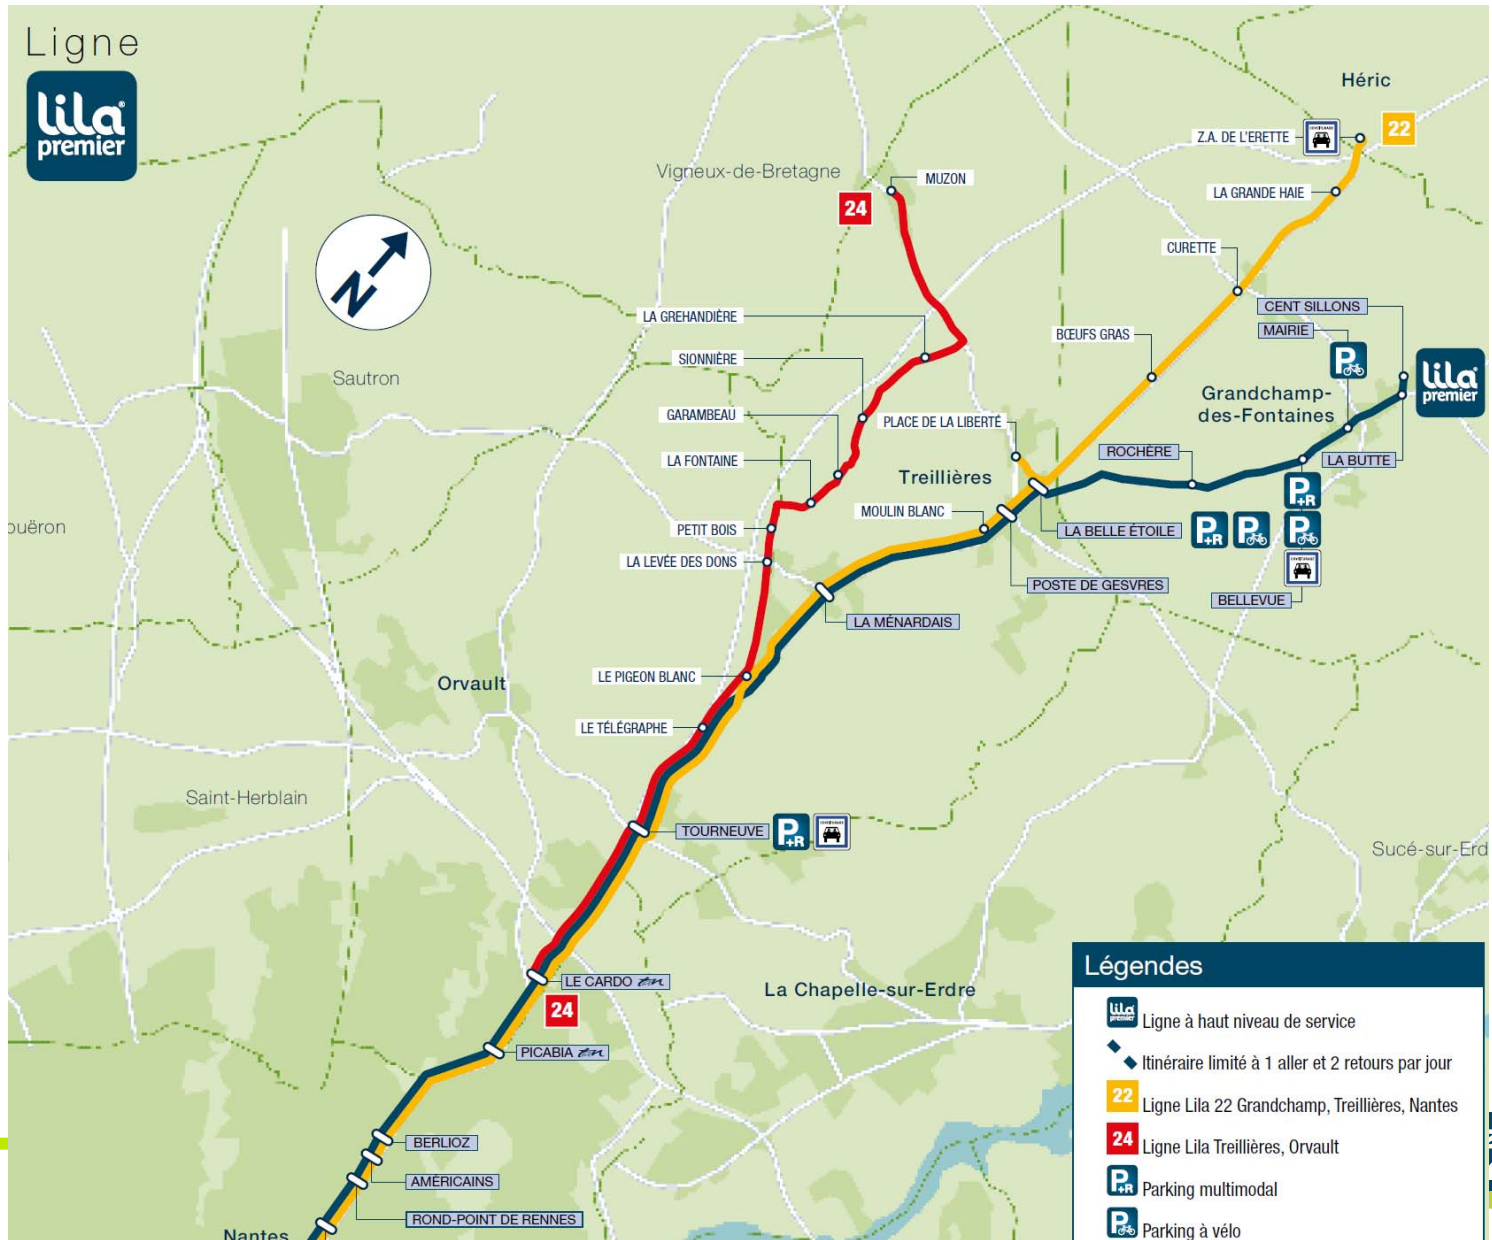 Ligne
lila
premier
Héric
Z.A. DE L'ERETTE
22
Vigneux-de-Bretagne
MUZON
24
LA GRANDE HAIE
CURETTE
N
LA GREHANDIÈRE
CENT SILLONS
MAIRIE
BŒUFS GRAS
SIONNIÈRE
P
Sautron
lila
premier
Grandchamp-
des-Fontaines
GARAMBEAU
PLACE DE LA LIBERTÉ
ROCHÈRE
LA BUTTE
LA FONTAINE
Treillières
P+R
MOULIN BLANC
PETIT BOIS
LA BELLE ÉTOILE
P+R
P
P
LA LEVÉE DES DONS
POSTE DE GESVRES
BELLEVUE
LA MÉNARDAIS
LE PIGEON BLANC
Orvault
LE TÉLÉGRAPHE
Saint-Herblain
TOURNEUVE
P+R
Sucé-sur-Erd
LE CARDO tan
La Chapelle-sur-Erdre
24
PICABIA tan
BERLIOZ
AMÉRICAINS
ROND-POINT DE RENNES
Nantes
Légendes
lila premier Ligne à haut niveau de service
Itinéraire limité à 1 aller et 2 retours par jour
22 Ligne Lila 22 Grandchamp, Treillières, Nantes
24 Ligne Lila Treillières, Orvault
P+R Parking multimodal
P Parking à vélo